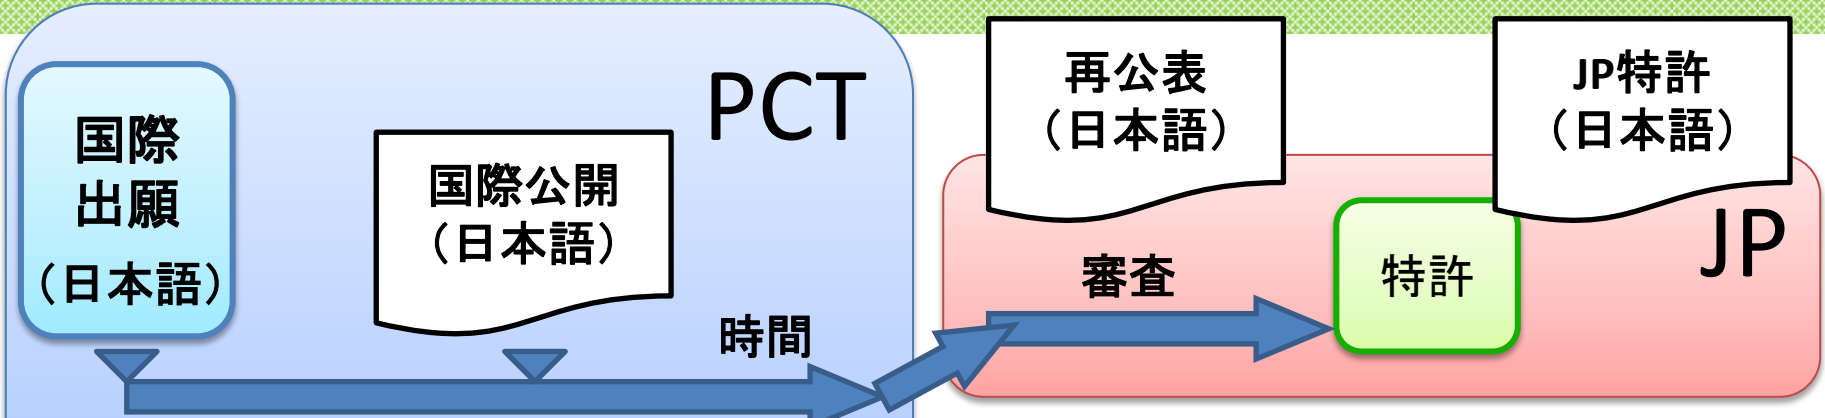 国際
出願
（日本語）
国際公開
（日本語）
PCT
時間
再公表
（日本語）
審査
特許
JP特許
（日本語）
JP